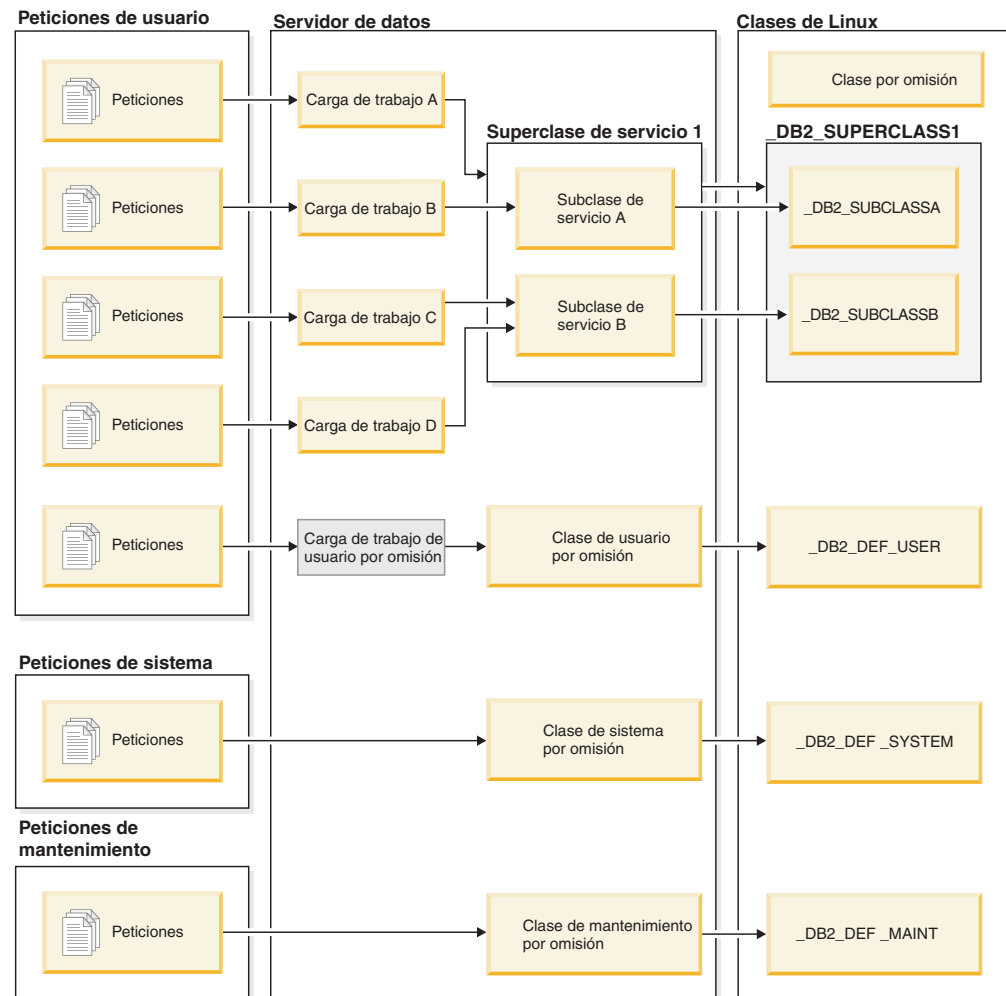 Peticiones de usuario
Servidor de datos
Clases de Linux
Clase por omisión
Peticiones
Carga de trabajo A
Superclase de servicio 1
_DB2_SUPERCLASS1
Peticiones
Carga de trabajo B
Subclase de
servicio A
_DB2_SUBCLASSA
Peticiones
Carga de trabajo C
Subclase de
servicio B
_DB2_SUBCLASSB
Peticiones
Carga de trabajo D
Peticiones
Carga de trabajo de
usuario por omisión
Clase de usuario
por omisión
_DB2_DEF_USER
Peticiones de sistema
Peticiones
Clase de sistema
por omisión
_DB2_DEF _SYSTEM
Peticiones de
mantenimiento
Peticiones
Clase de mantenimiento
por omisión
_DB2_DEF _MAINT